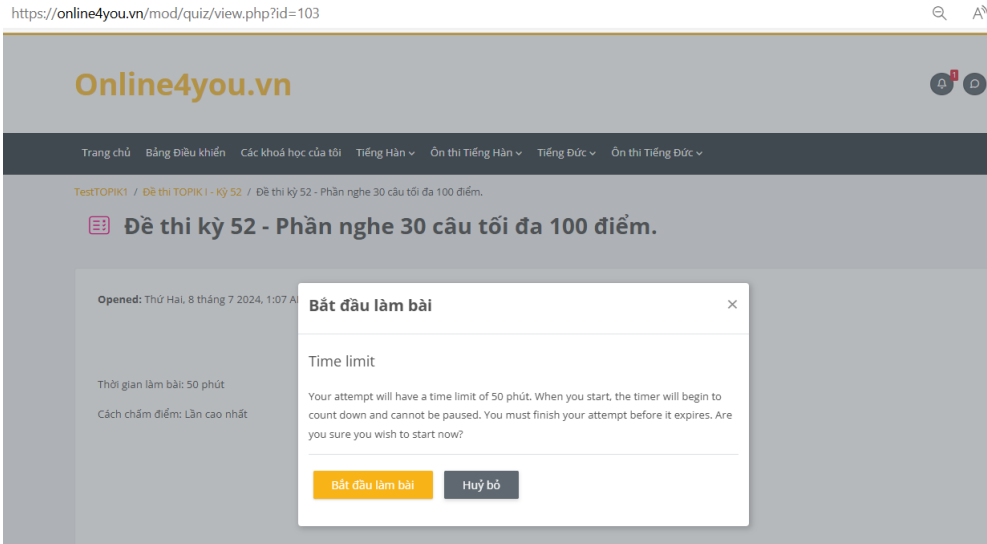 https://online4you.vn/mod/quiz/view.php?id=103
A
Online4you.vn
1
Trang chủ Bảng Điều khiển Các khoá học của tôi Tiếng Hàn Ôn thi Tiếng Hàn Tiếng Đức Ôn thi Tiếng Đức
TestTOPIK1 / Đề thi TOPIK I - Kỳ 52 / Đề thi kỳ 52 - Phần nghe 30 câu tối đa 100 điểm.
Đề thi kỳ 52 - Phần nghe 30 câu tối đa 100 điểm.
Opened: Thứ Hai, 8 tháng 7 2024, 1:07 A
Bắt đầu làm bài
Time limit
Thời gian làm bài: 50 phút
Your attempt will have a time limit of 50 phút. When you start, the timer will begin to
count down and cannot be paused. You must finish your attempt before it expires. Are
you sure you wish to start now?
Cách chấm điểm: Lần cao nhất
Bắt đầu làm bài
Huỷ bỏ